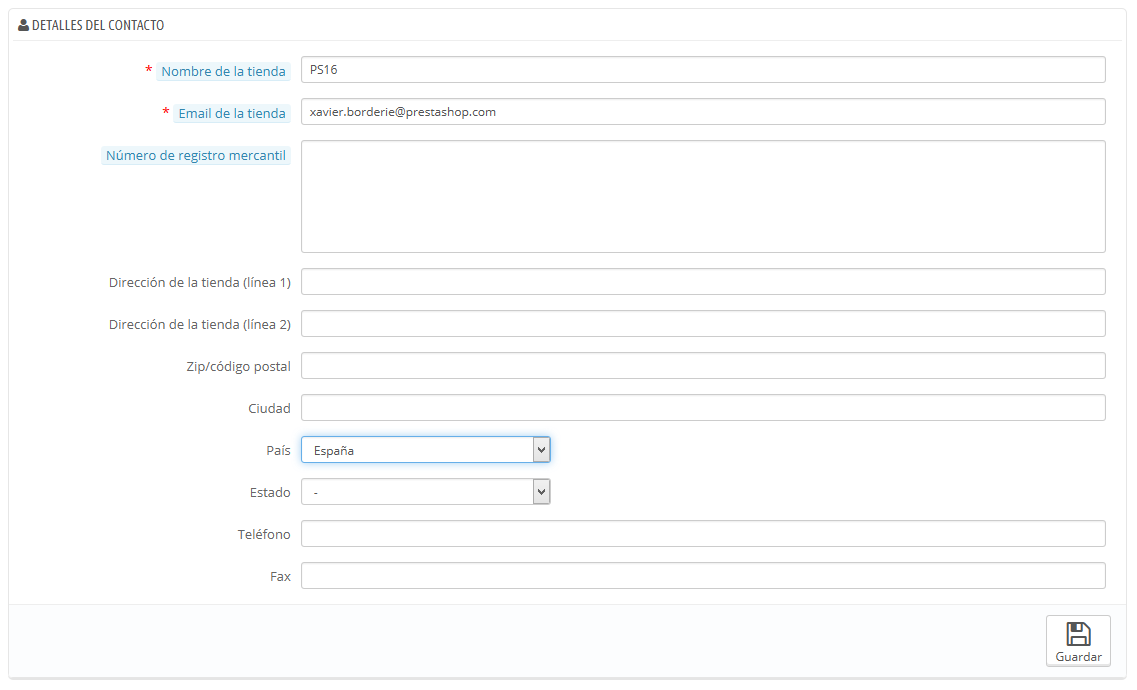 DETALLES DEL CONTACTO
* Nombre de la tienda PS16
* Email de la tienda xavier.borderie@prestashop.com
Número de registro mercantil
Dirección de la tienda (línea 1)
Dirección de la tienda (línea 2)
Zip/código postal
Ciudad
País España
Estado -
Teléfono
Fax
Guardar